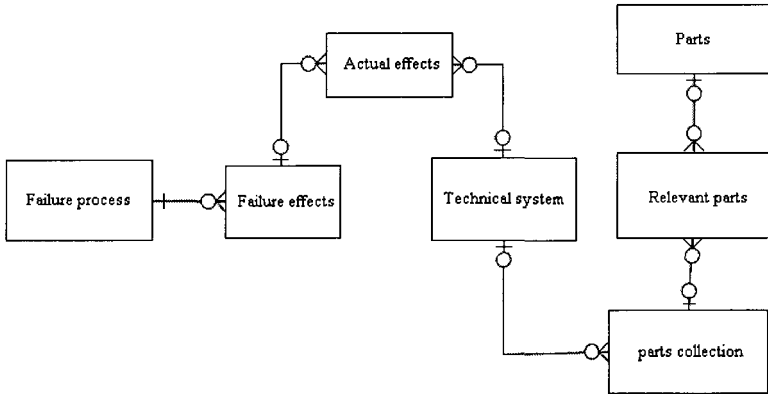 Parts
Actual effects
Failure process
Failure effects
Technical system
Relevant parts
parts collection